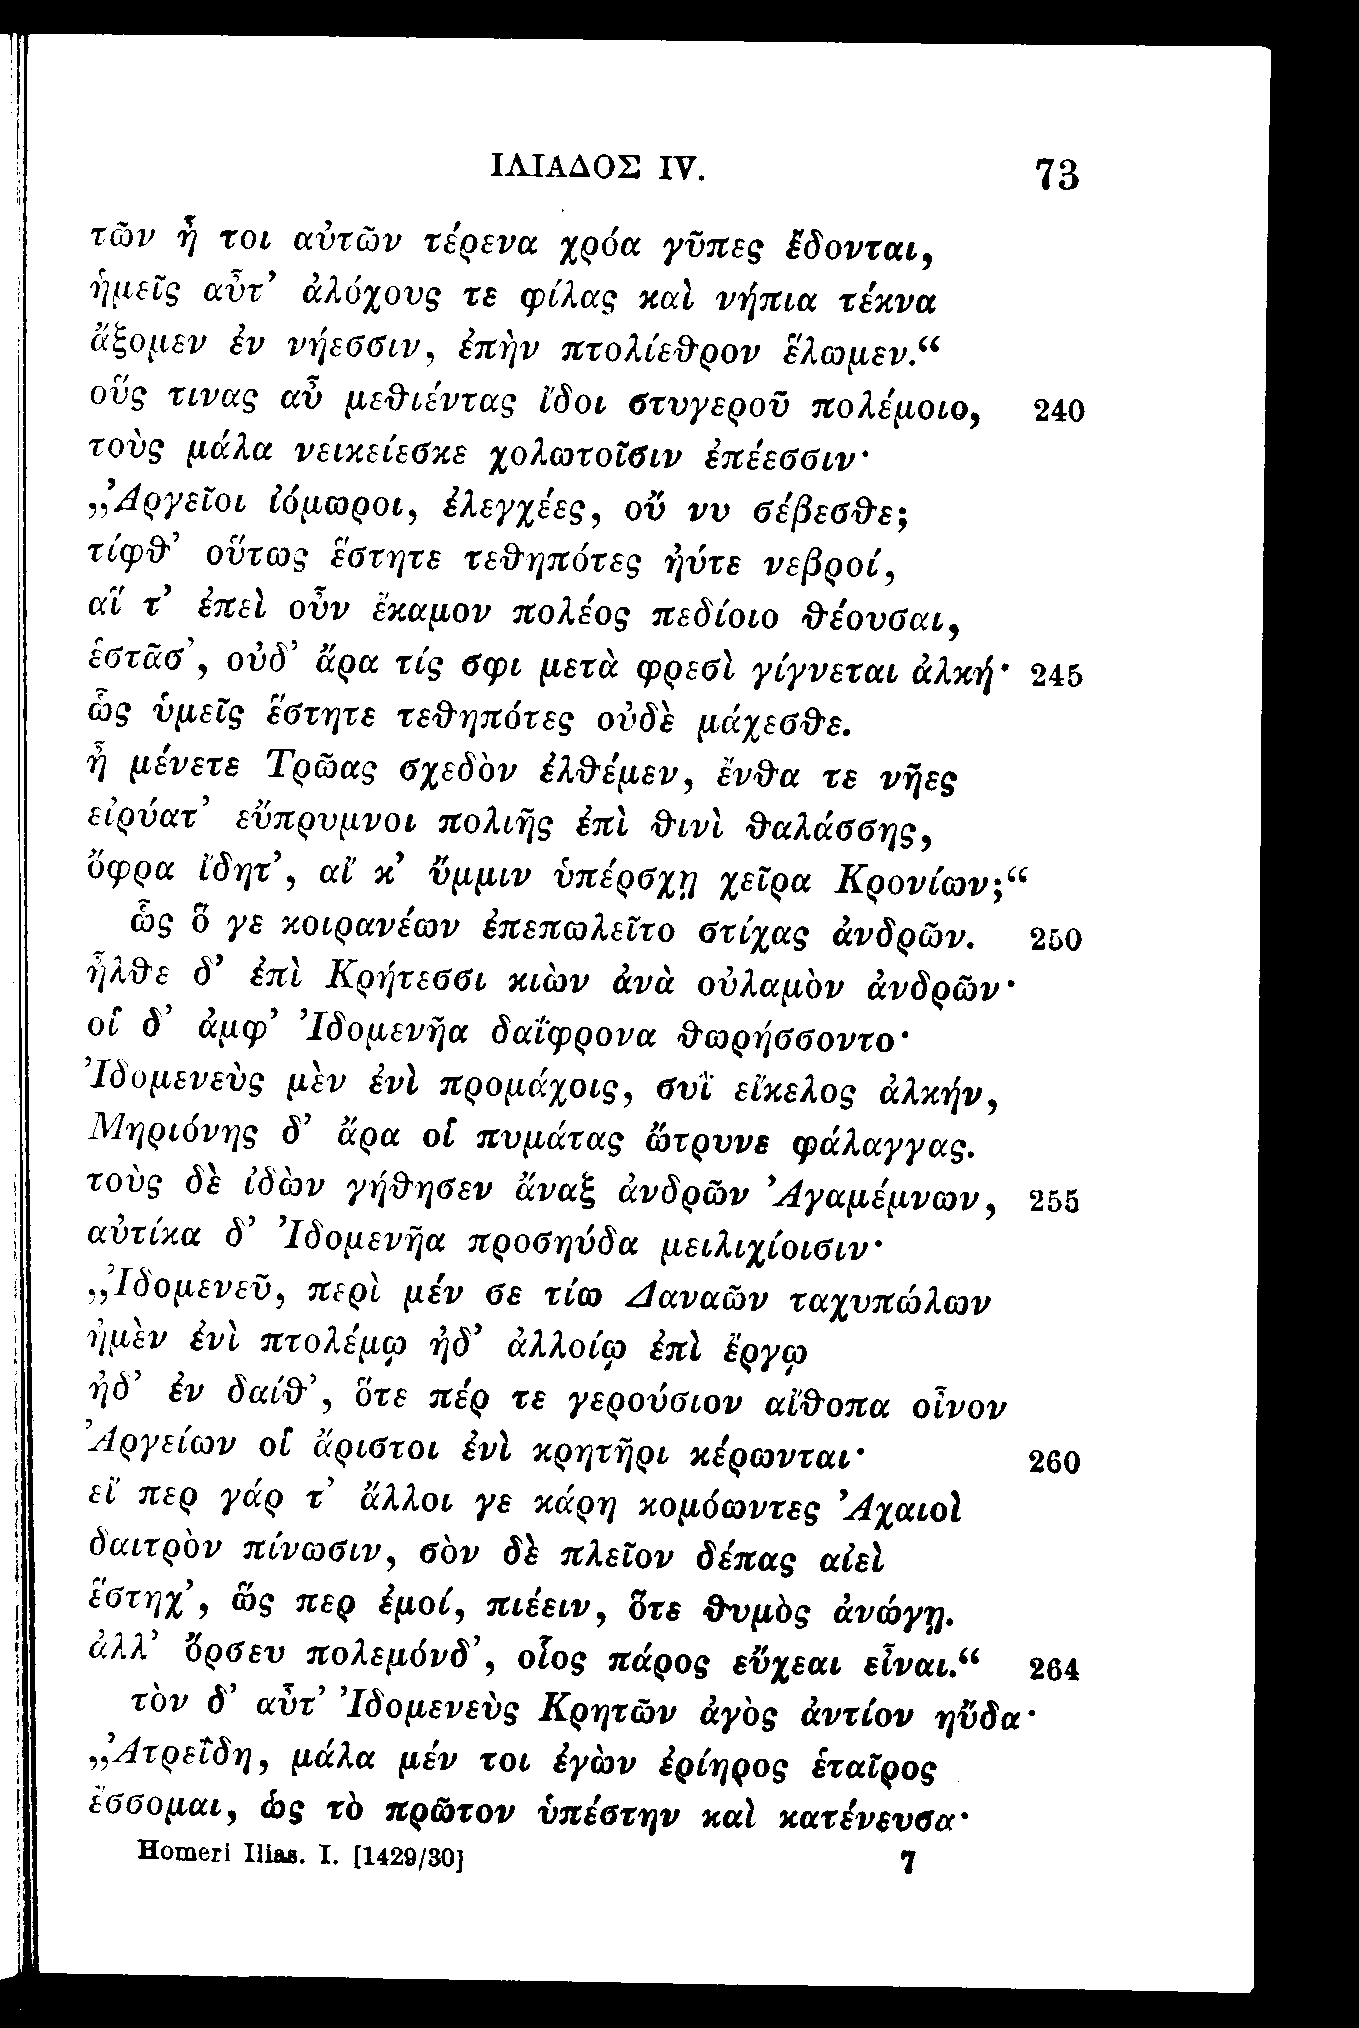 ΙΛΙΑΔΟΣ IV. 73
τῶν ἦ τοι αὐτῶν τέρενα χρόα γῦπες ἔδονται,
ἡμεῖς αὖτ’ ἀλόχους τε φίλας καὶ νήπια τέκνα
ἄξομεν ἐν νήεσσιν, ἐπὴν πτολίεθρον ἕλωμεν.“
οὕς τινας αὖ μεθιέντας ἴδοι στυγεροῦ πολέμοιο, 240
τοὺς μάλα νεικείεσκε χολωτοῖσιν ἐπέεσσιν·
„Ἀργεῖοι ἰόμωροι, ἐλεγχέες, οὔ νυ σέβεσθε;
τίφθ’ οὕτως ἕστητε τεθηπότες ἠύτε νεβροί,
αἵ τ’ ἐπεὶ οὖν ἔκαμον πολέος πεδίοιο θέουσαι,
ἑστᾶσ’, οὐδ’ ἄρα τίς σφι μετὰ φρεσὶ γίγνεται ἀλκή· 245
ὣς ὑμεῖς ἕστητε τεθηπότες οὐδὲ μάχεσθε.
ἦ μένετε Τρῶας σχεδὸν ἐλθέμεν, ἔνθα τε νῆες
εἰρύατ’ εὔπρυμνοι πολιῆς ἐπὶ θινὶ θαλάσσης,
ὄφρα ἴδητ’, αἴ κ’ ὔμμιν ὑπέρσχῃ χεῖρα Κρονίων;“
ὣς ὅ γε κοιρανέων ἐπεπωλεῖτο στίχας ἀνδρῶν. 250
ἦλθε δ’ ἐπὶ Κρήτεσσι κιὼν ἀνὰ οὐλαμὸν ἀνδρῶν·
οἳ δ’ ἀμφ’ Ἰδομενῆα δαΐφρονα θωρήσσοντο·
Ἰδομενεὺς μὲν ἐνὶ προμάχοις, συῒ εἴκελος ἀλκήν,
Μηριόνης δ’ ἄρα οἱ πυμάτας ὤτρυνε φάλαγγας.
τοὺς δὲ ἰδὼν γήθησεν ἄναξ ἀνδρῶν Ἀγαμέμνων, 255
αὐτίκα δ’ Ἰδομενῆα προσηύδα μειλιχίοισιν·
„Ἰδομενεῦ, περὶ μέν σε τίω Δαναῶν ταχυπώλων
ἠμὲν ἐνὶ πτολέμῳ ἠδ’ ἀλλοίῳ ἐπὶ ἔργῳ
ἠδ’ ἐν δαίθ’, ὅτε πέρ τε γερούσιον αἴθοπα οἶνον
Ἀργείων οἳ ἄριστοι ἐνὶ κρητῆρι κέρωνται· 260
εἴ περ γάρ τ’ ἄλλοι γε κάρη κομόωντες Ἀχαιοὶ
δαιτρὸν πίνωσιν, σὸν δὲ πλεῖον δέπας αἰεὶ
ἕστηχ’, ὥς περ ἐμοί, πιέειν, ὅτε θυμὸς ἀνώγῃ.
ἀλλ’ ὄρσευ πολεμόνδ’, οἷος πάρος εὔχεαι εἶναι.“ 264
τὸν δ’ αὖτ’ Ἰδομενεὺς Κρητῶν ἀγὸς ἀντίον ηὔδα·
„Ἀτρεΐδη, μάλα μέν τοι ἐγὼν ἐρίηρος ἑταῖρος
ἔσσομαι, ὡς τὸ πρῶτον ὑπέστην καὶ κατένευσα·
Homeri Ilias. I. [1429/30] 7